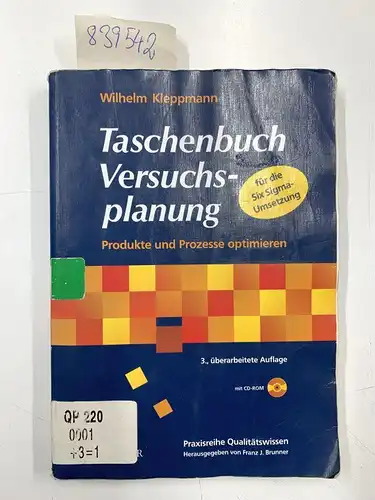 839542
Wilhelm Kleppmann
Taschenbuch
Versuchs-
planung
für die
Six Sigma-
Umsetzung
Produkte und Prozesse optimieren
3., überarbeitete Auflage
mit CD-ROM
QP 220
0001
+3=1
R
Praxisreihe Qualitätswissen
Herausgegeben von Franz J. Brunner